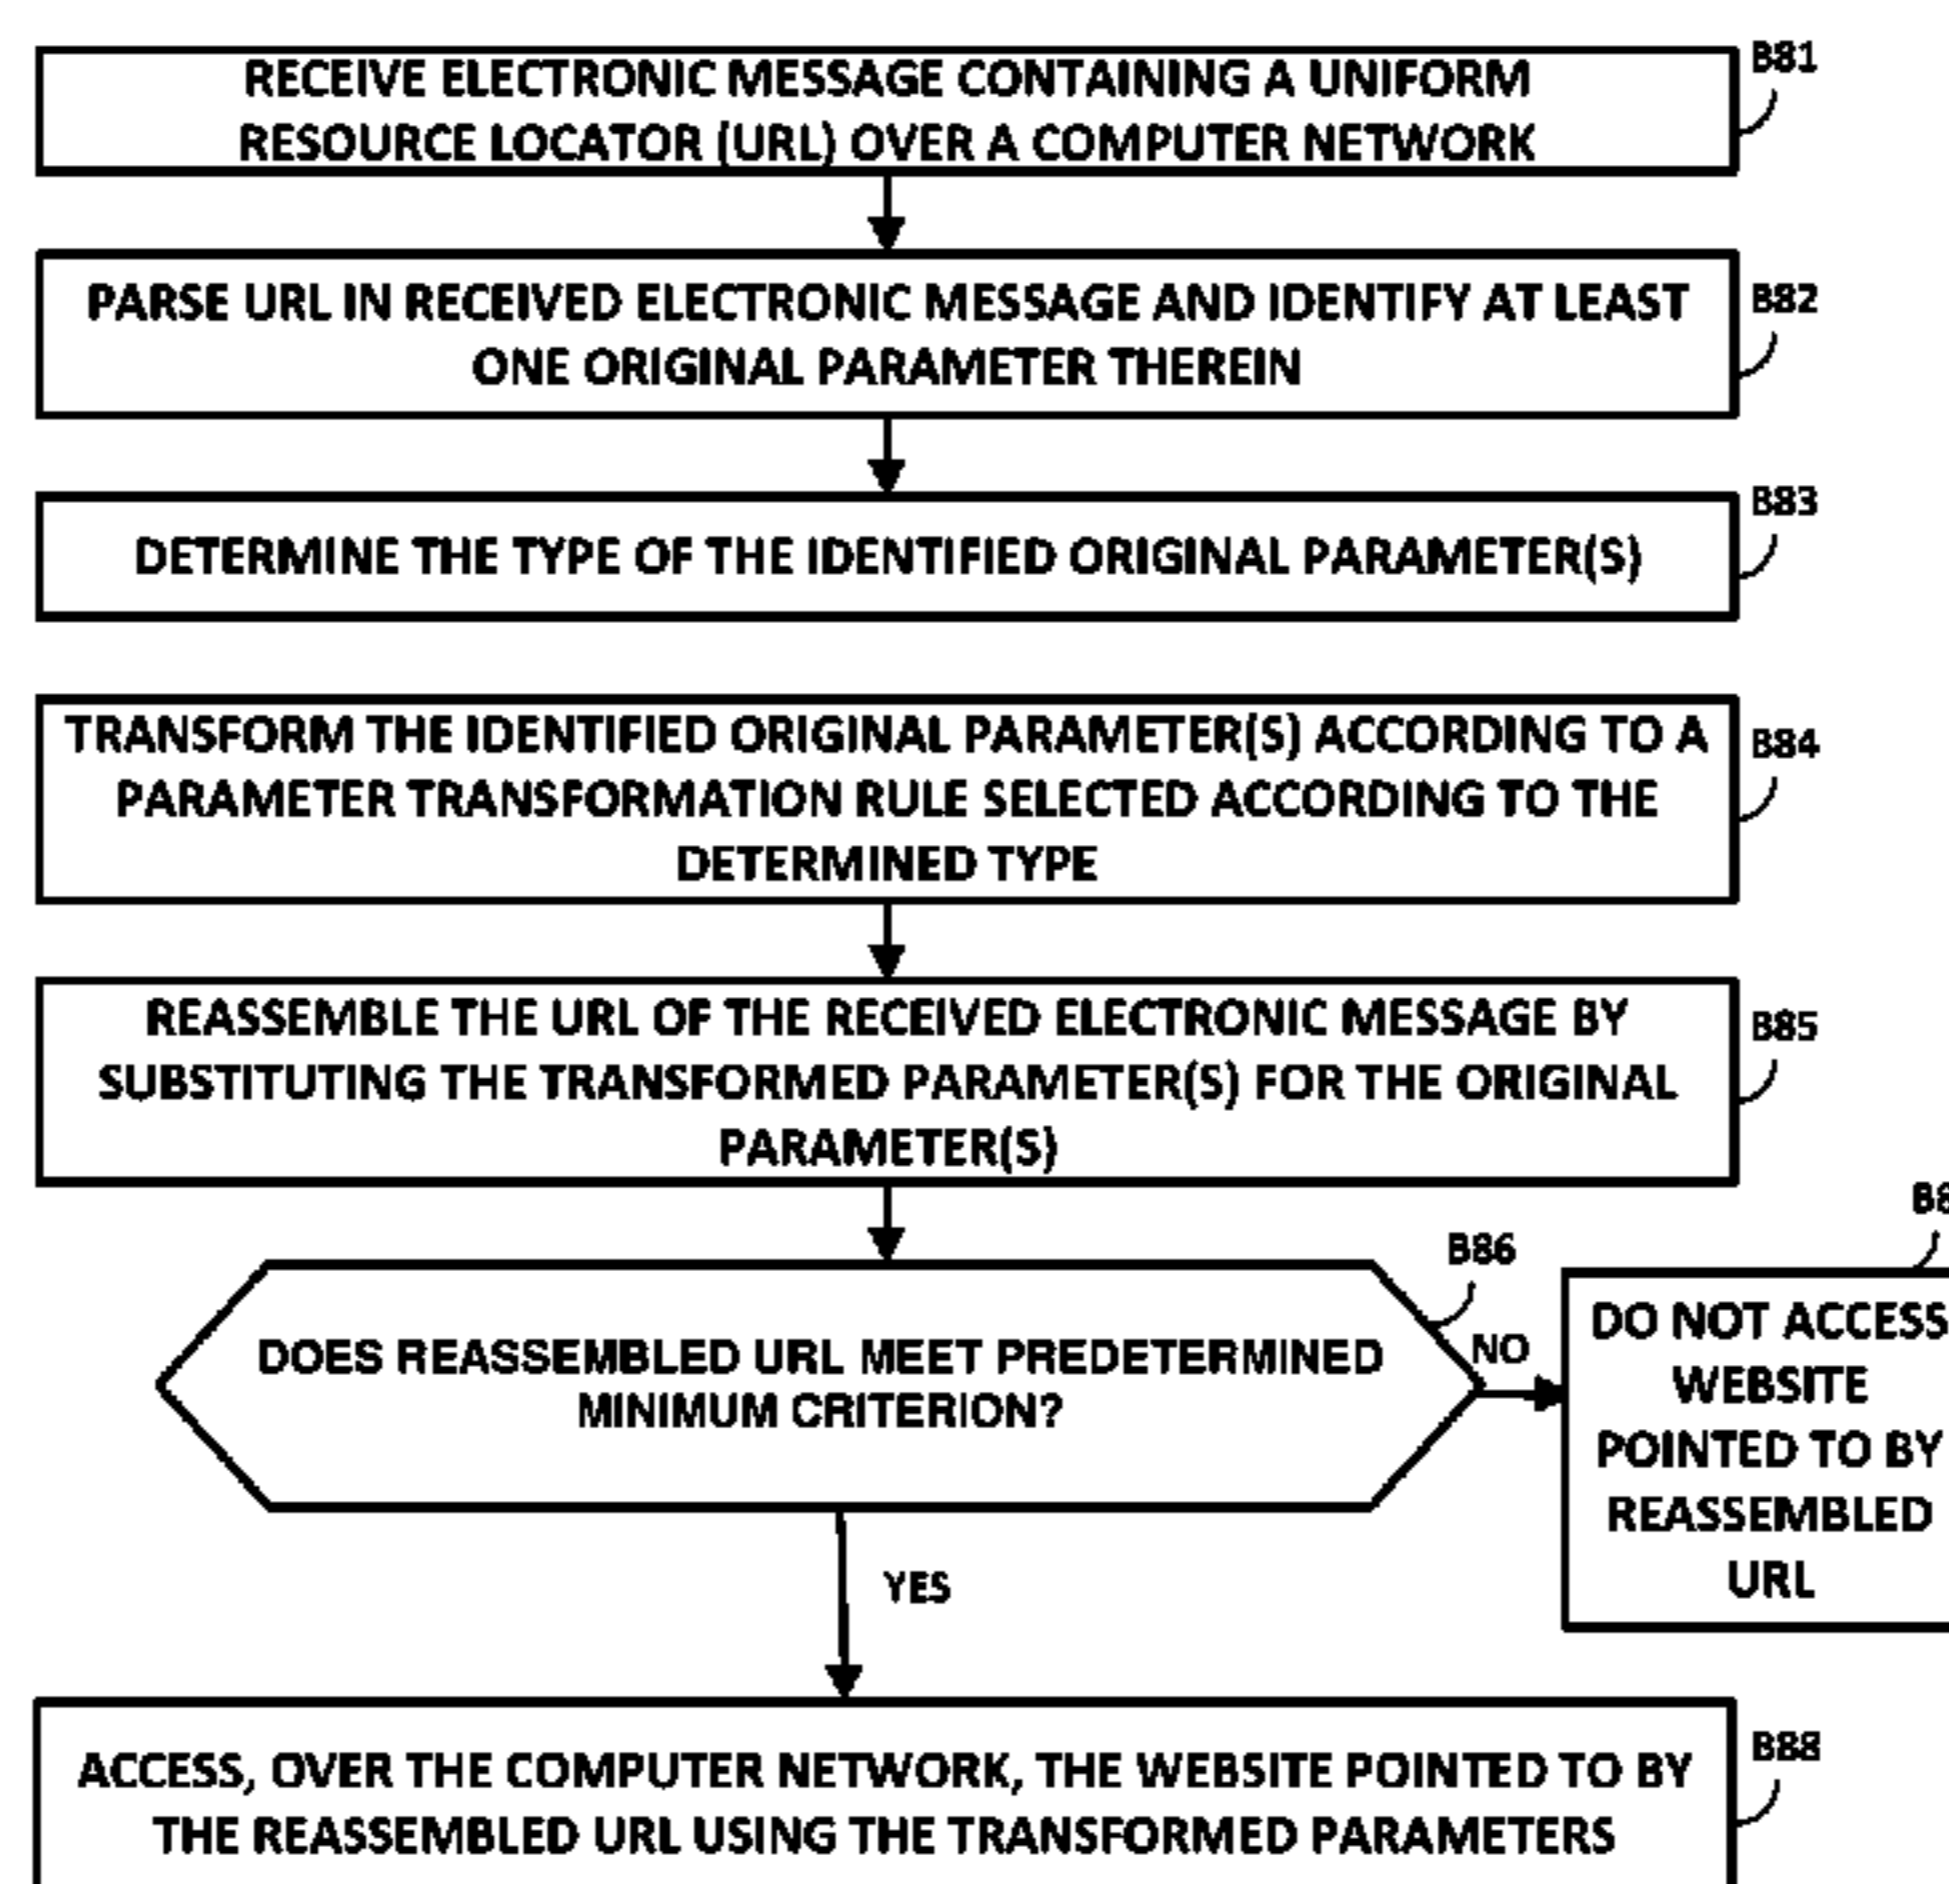 B81
RECEIVE ELECTRONIC MESSAGE CONTAINING A UNIFORM
RESOURCE LOCATOR (URL) OVER A COMPUTER NETWORK
B82
PARSE URL IN RECEIVED ELECTRONIC MESSAGE AND IDENTIFY AT LEAST
ONE ORIGINAL PARAMETER THEREIN
B83
DETERMINE THE TYPE OF THE IDENTIFIED ORIGINAL PARAMETER(S)
B84
TRANSFORM THE IDENTIFIED ORIGINAL PARAMETER(S) ACCORDING TO A
PARAMETER TRANSFORMATION RULE SELECTED ACCORDING TO THE
DETERMINED TYPE
B85
REASSEMBLE THE URL OF THE RECEIVED ELECTRONIC MESSAGE BY
SUBSTITUTING THE TRANSFORMED PARAMETER(S) FOR THE ORIGINAL
PARAMETER(S)
B86
DOES REASSEMBLED URL MEET PREDETERMINED
MINIMUM CRITERION?
NO
DO NOT ACCESS
WEBSITE
POINTED TO BY
REASSEMBLED
URL
YES
B88
ACCESS, OVER THE COMPUTER NETWORK, THE WEBSITE POINTED TO BY
THE REASSEMBLED URL USING THE TRANSFORMED PARAMETERS